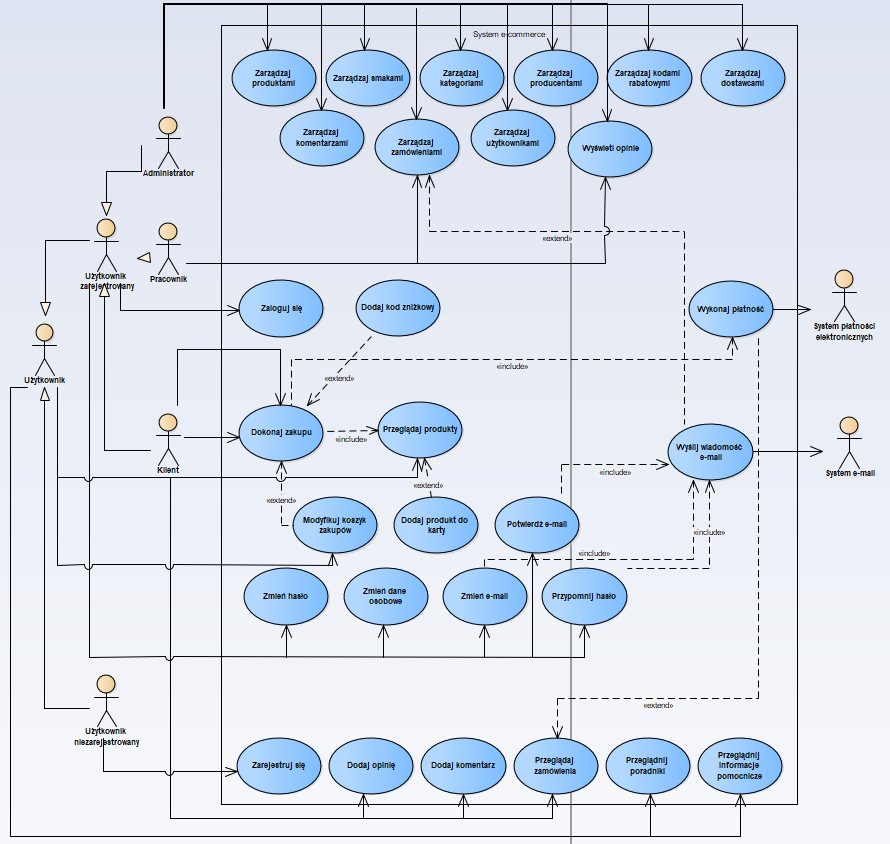 System e-commerce
Zarządzaj
produktami
Zarządzaj smakami
Zarządzaj
kategoriami
Zarządzaj
producentami
Zarządzaj kodami
rabatowymi
Zarządzaj
dostawcami
Zarządzaj
komentarzami
Zarządzaj
zamówieniami
Zarządzaj
użytkownikami
Wyświetl opinie
Administrator
«extend»
Użytkownik
zarejestrowany
Pracownik
Zaloguj się
Dodaj kod zniżkowy
Wykonaj płatność
System płatności
elektronicznych
Użytkownik
«include»
«extend»
Dokonaj zakupu
Przeglądaj produkty
«include»
Wyślij wiadomość
e-mail
Klient
System e-mail
«include»
«extend»
«extend»
Modyfikuj koszyk
zakupów
Dodaj produkt do
karty
Potwierdź e-mail
«include»
«include»
Zmień hasło
Zmień dane
osobowe
Zmień e-mail
Przypomnij hasło
«extend»
Użytkownik
niezarejestrowany
Zarejestruj się
Dodaj opinię
Dodaj komentarz
Przeglądaj
zamówienia
Przeglądnij
poradniki
Przeglądnij
informacje
pomocnicze